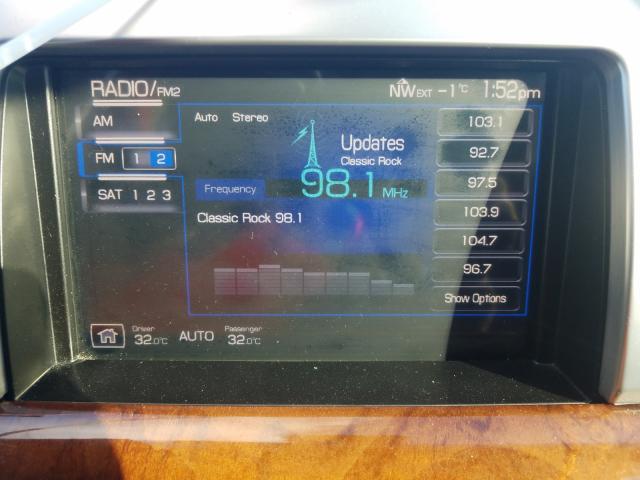 RADIO/FM2
NW EXT -1°C 1:52pm
AM
FM 1 2
SAT 1 2 3
Auto Stereo
Updates
Classic Rock
Frequency 98.1 MHz
Classic Rock 98.1
103.1
92.7
97.5
103.9
104.7
96.7
Show Options
Driver
32.0°C
AUTO
Passenger
32.0°C